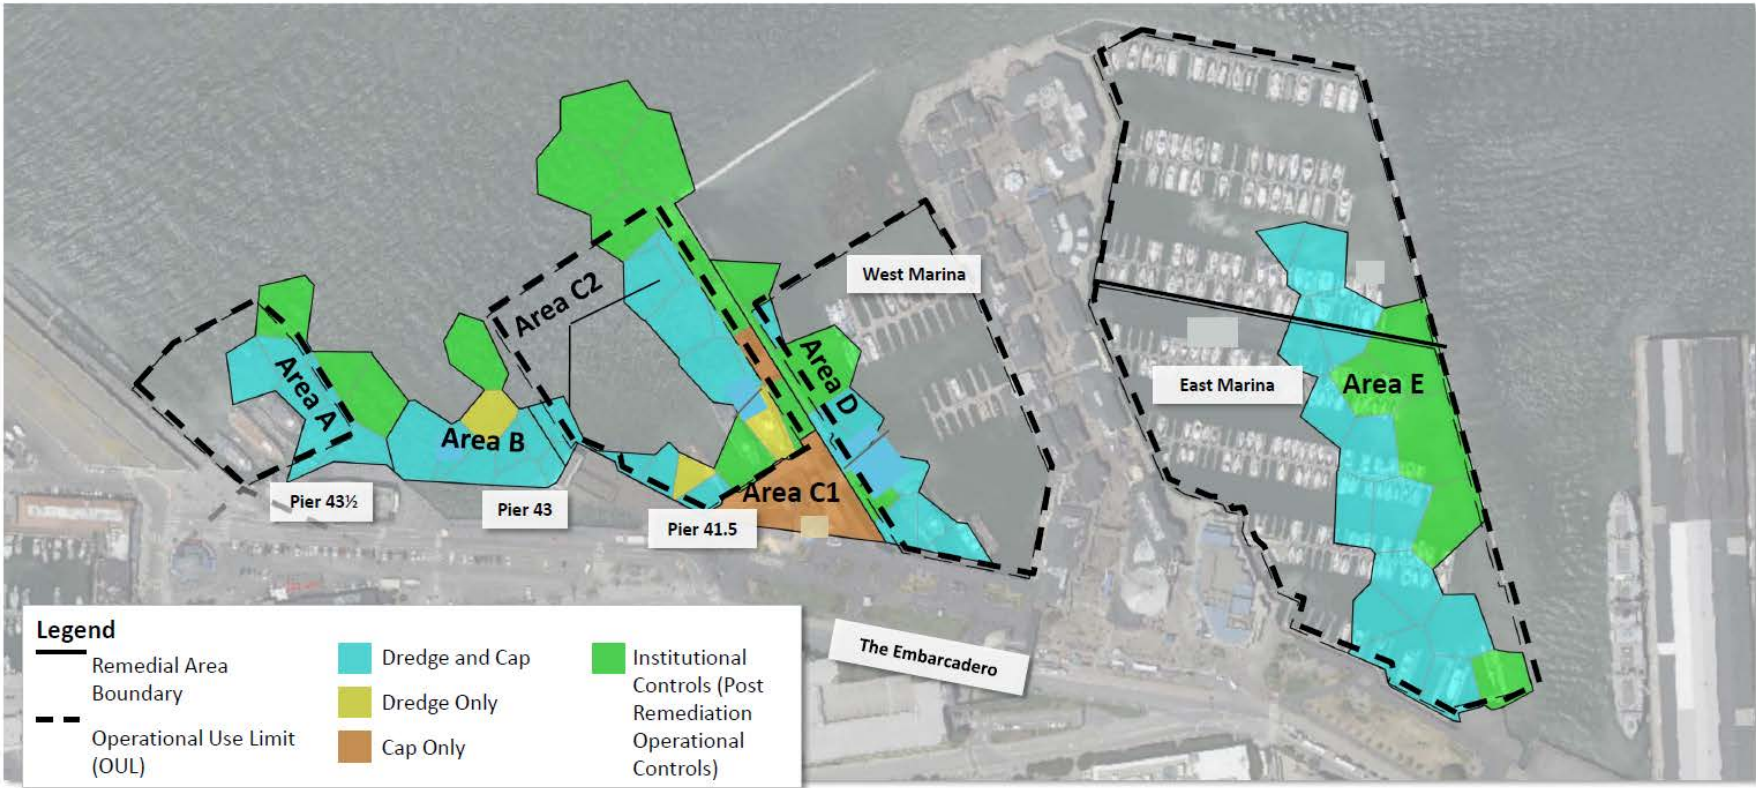 Area C2
West Marina
Area A
Area D
East Marina
Area E
Area B
Area C1
Pier 43½
Pier 43
Pier 41.5
The Embarcadero
Legend
Remedial Area
Boundary
Operational Use Limit
(OUL)
Dredge and Cap
Dredge Only
Cap Only
Institutional
Controls (Post
Remediation
Operational
Controls)